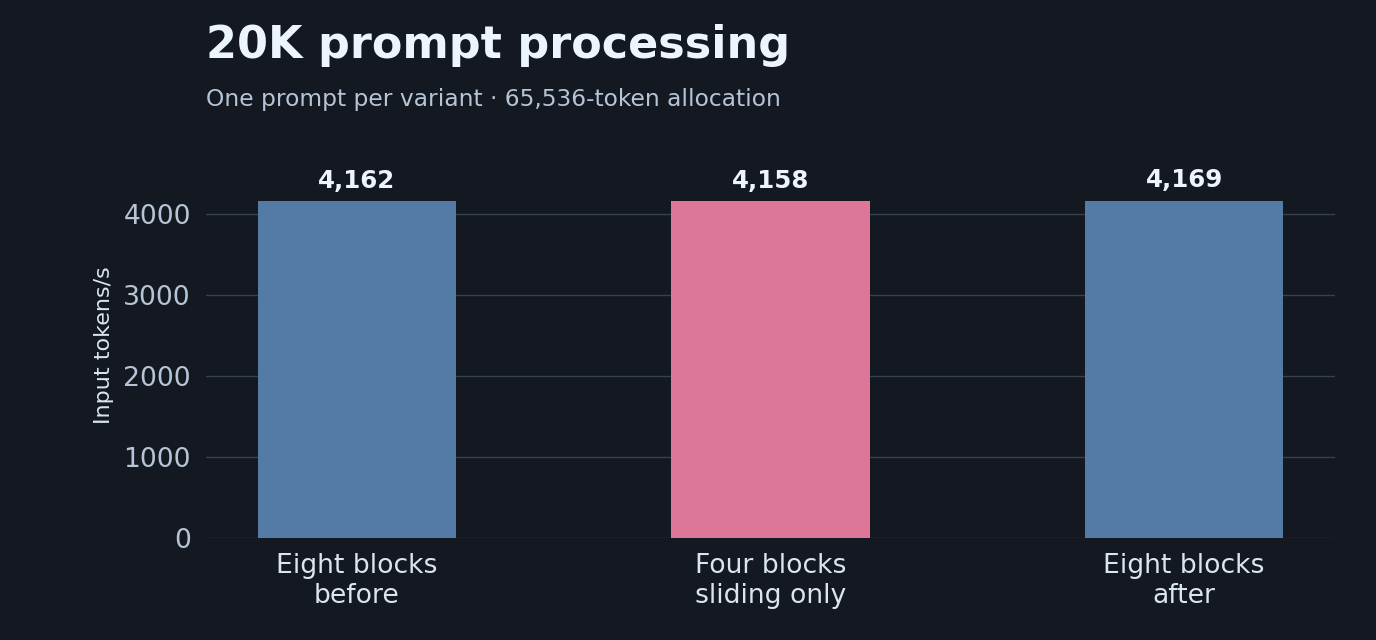 20K prompt processing
One prompt per variant · 65,536-token allocation
4,162
4,158
4,169
Input tokens/s
4000
3000
2000
1000
0
Eight blocks
before
Four blocks
sliding only
Eight blocks
after